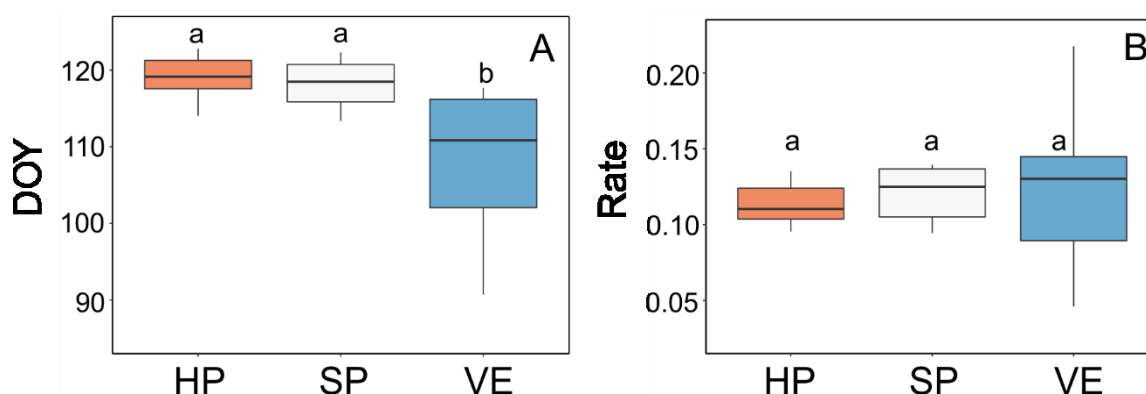 a a A
b
120
110
100
90
DOY
HP SP VE
B
0.20
0.15
0.10
0.05
a a a
Rate
HP SP VE